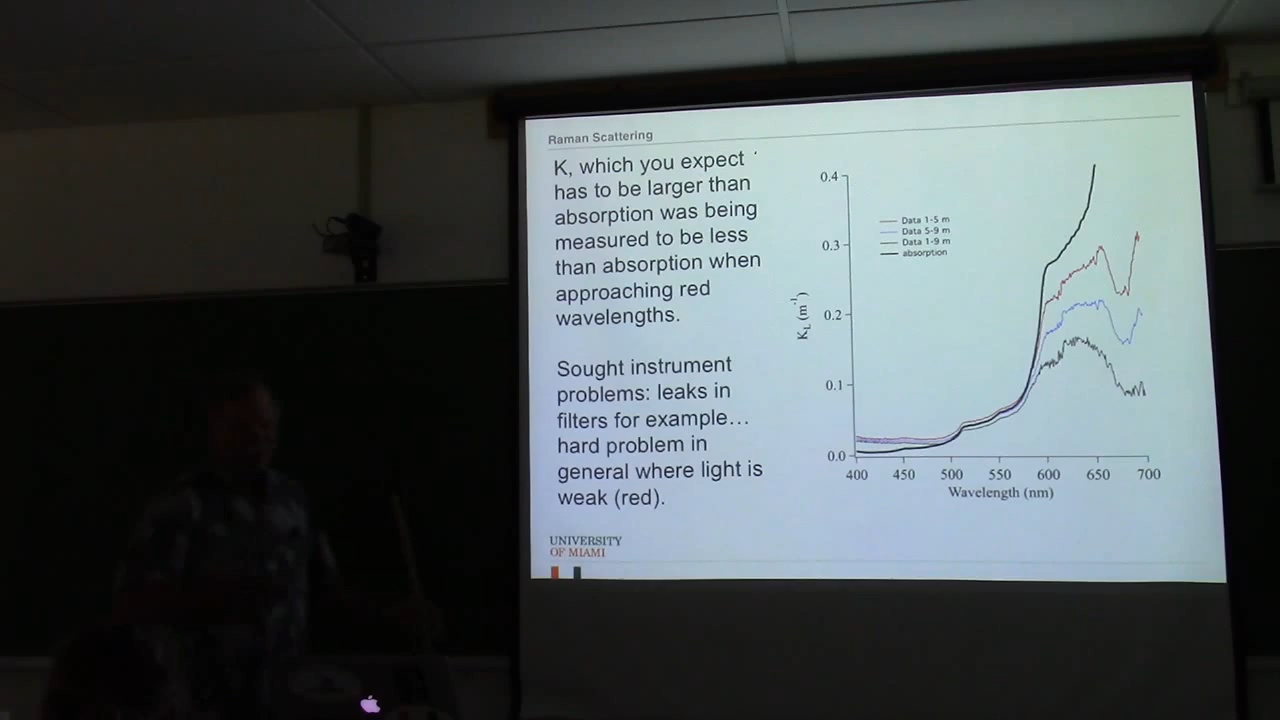 Raman Scattering
K, which you expect
has to be larger than
absorption was being
measured to be less
than absorption when
approaching red
wavelengths.
Sought instrument
problems: leaks in
filters for example…
hard problem in
general where light is
weak (red).
UNIVERSITY
OF MIAMI
0.4
0.3
0.2
0.1
0.0
K_L (m⁻¹)
Data 1-5 m
Data 5-9 m
Data 1-9 m
absorption
400 450 500 550 600 650 700
Wavelength (nm)